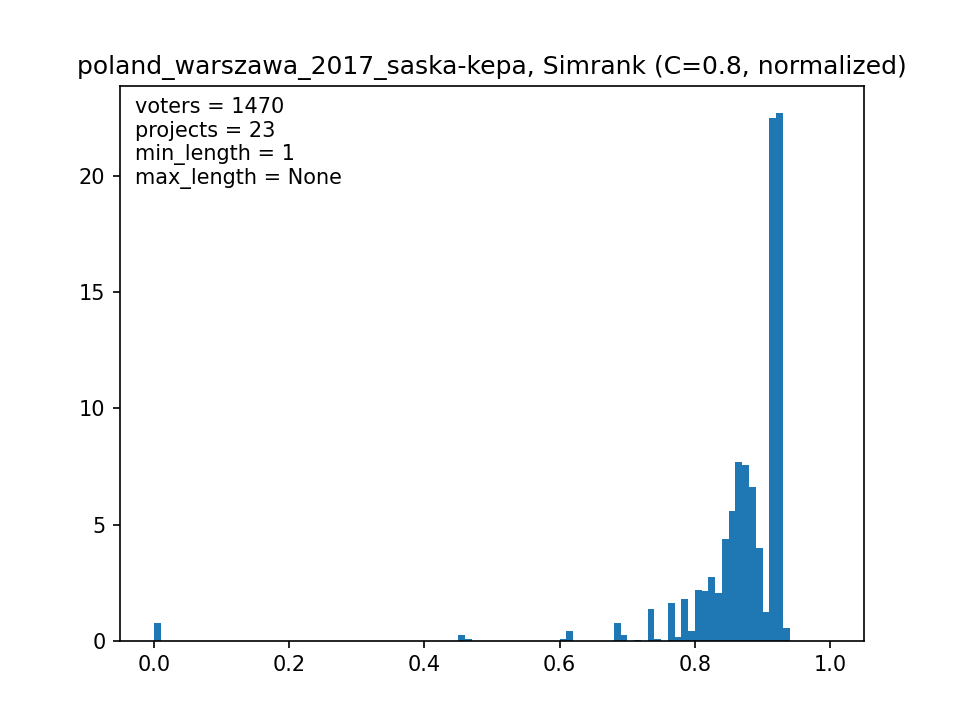 poland_warszawa_2017_saska-kepa, Simrank (C=0.8, normalized)
voters = 1470
projects = 23
min_length = 1
max_length = None
20
15
10
5
0
0.0 0.2 0.4 0.6 0.8 1.0